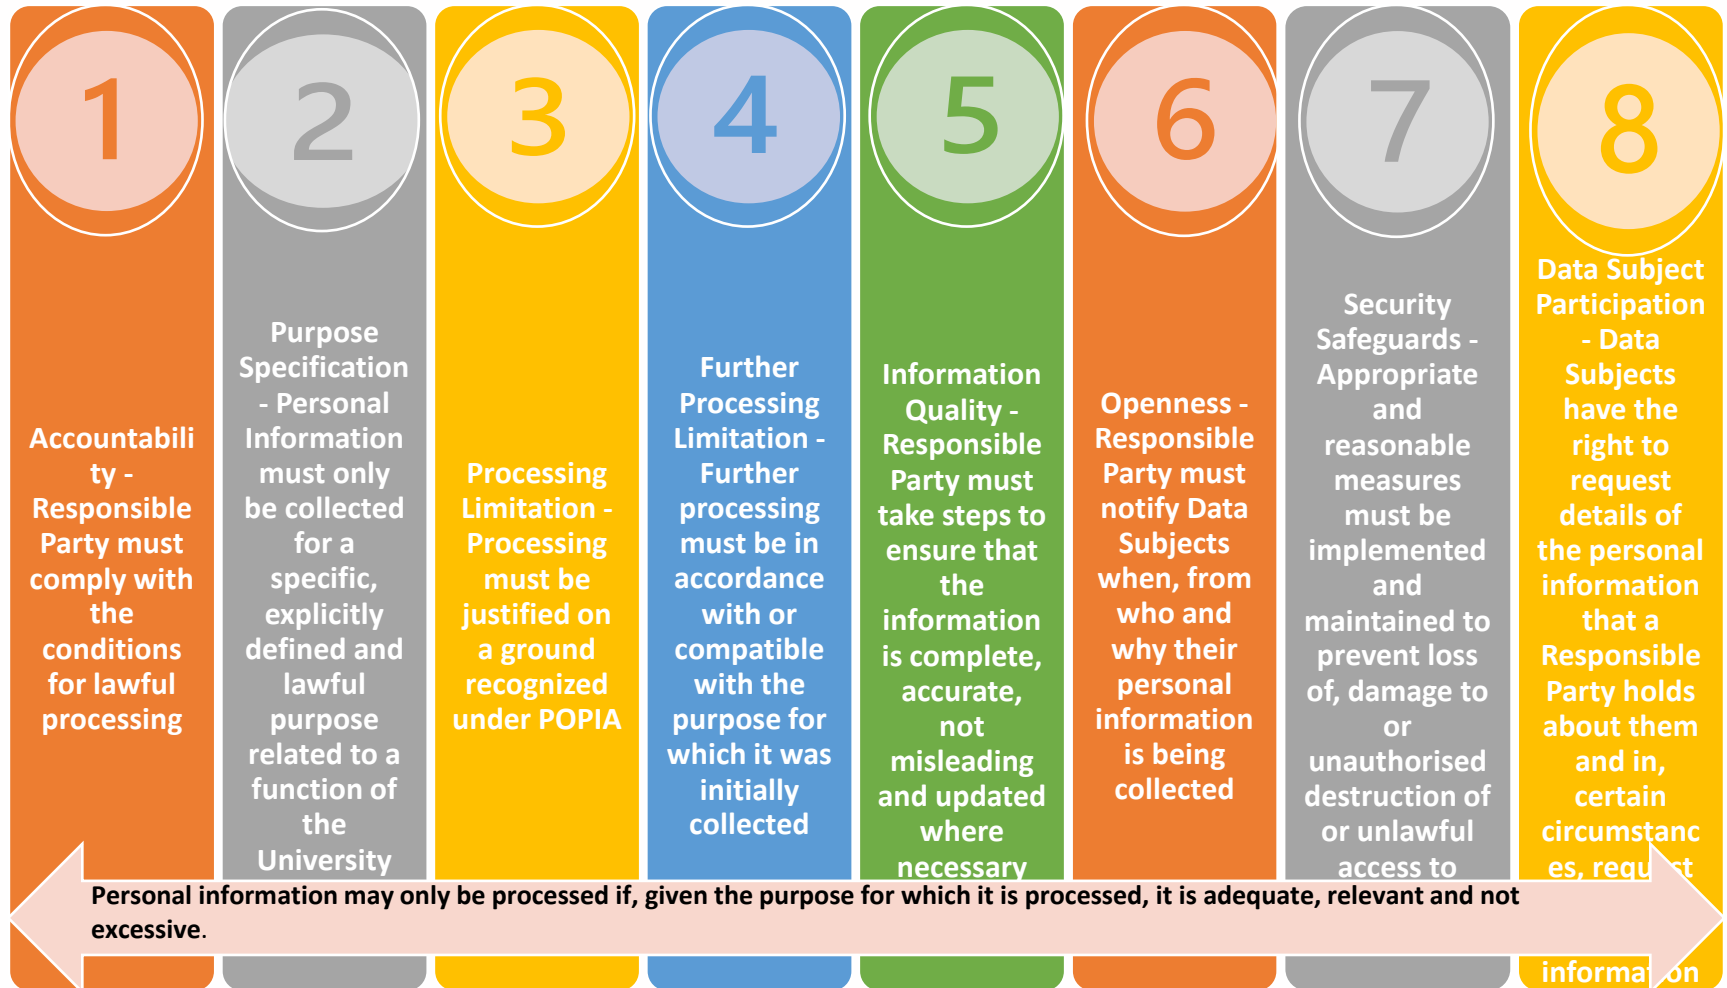 1
Accountabili
ty -
Responsible
Party must
comply with
the
conditions
for lawful
processing
2
Purpose
Specification
- Personal
Information
must only
be collected
for a
specific,
explicitly
defined and
lawful
purpose
related to a
function of
the
University
3
Processing
Limitation -
Processing
must be
justified on
a ground
recognized
under POPIA
4
Further
Processing
Limitation -
Further
processing
must be in
accordance
with or
compatible
with the
purpose for
which it was
initially
collected
5
Information
Quality -
Responsible
Party must
take steps to
ensure that
the
information
is complete,
accurate,
not
misleading
and updated
where
necessary
6
Openness -
Responsible
Party must
notify Data
Subjects
when, from
who and
why their
personal
information
is being
collected
7
Security
Safeguards -
Appropriate
and
reasonable
measures
must be
implemented
and
maintained to
prevent loss
of, damage to
or
unauthorised
destruction of
or unlawful
access to
8
Data Subject
Participation
- Data
Subjects
have the
right to
request
details of
the personal
information
that a
Responsible
Party holds
about them
and in,
certain
circumstanc
es, request
information
Personal information may only be processed if, given the purpose for which it is processed, it is adequate, relevant and not
excessive.